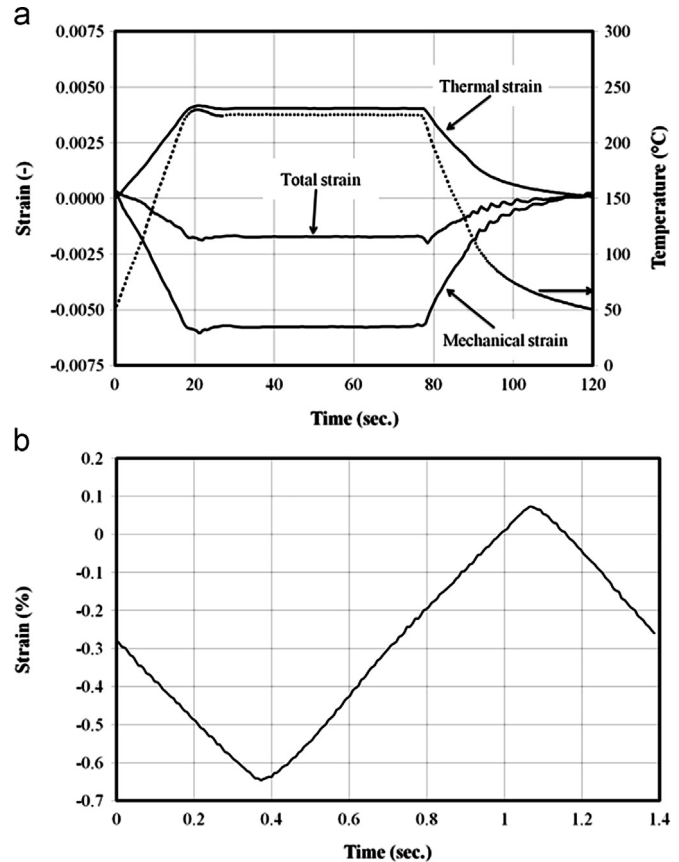 a
0.0075 300
0.0050 250
Thermal strain
0.0025 200
Total strain
0.0000 150
-0.0025 100
-0.0050 50
Mechanical strain
-0.0075 0
0 20 40 60 80 100 120
Strain (-)
Temperature (°C)
Time (sec.)
b
0.2
0.1
0
-0.1
-0.2
-0.3
-0.4
-0.5
-0.6
-0.7
0 0.2 0.4 0.6 0.8 1 1.2 1.4
Strain (%)
Time (sec.)